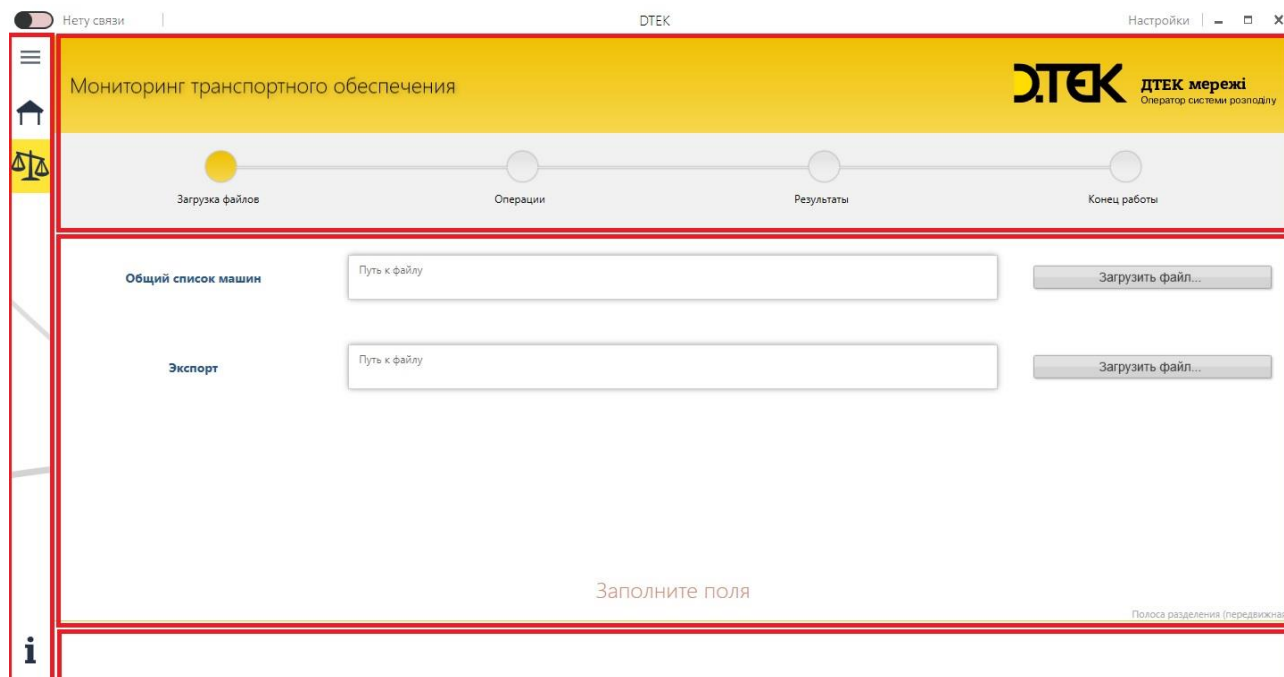 Нету связи
DTEK
Настройки
Мониторинг транспортного обеспечения
D.TEK
ДТЕК мережі
Оператор системи розподілу
Загрузка файлов
Операции
Результаты
Конец работы
Общий список машин
Путь к файлу
Загрузить файл...
Экспорт
Путь к файлу
Загрузить файл...
Заполните поля
Полоса разделения (передвижная